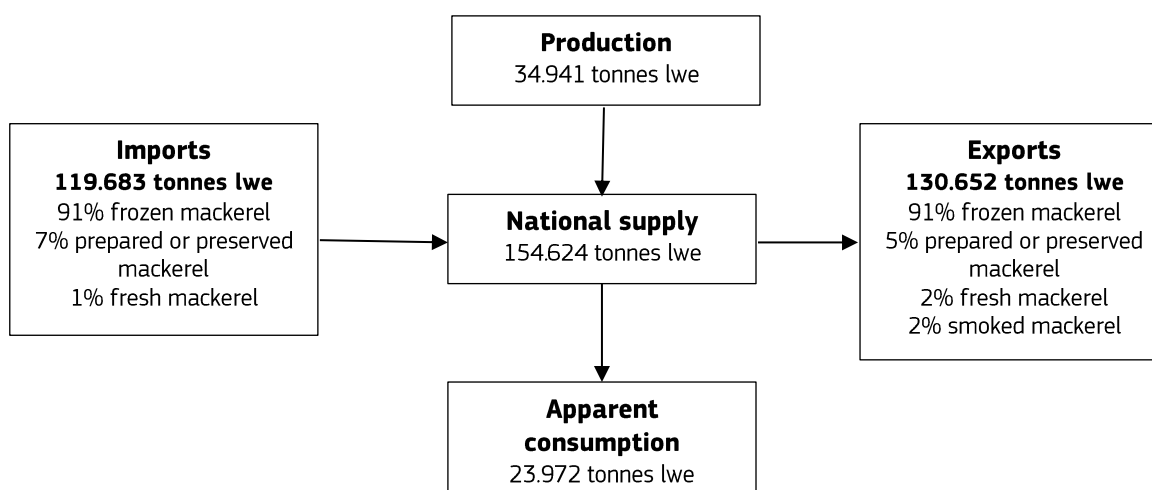 Production
34.941 tonnes lwe
Imports
119.683 tonnes lwe
91% frozen mackerel
7% prepared or preserved
mackerel
1% fresh mackerel
National supply
154.624 tonnes lwe
Exports
130.652 tonnes lwe
91% frozen mackerel
5% prepared or preserved
mackerel
2% fresh mackerel
2% smoked mackerel
Apparent
consumption
23.972 tonnes lwe